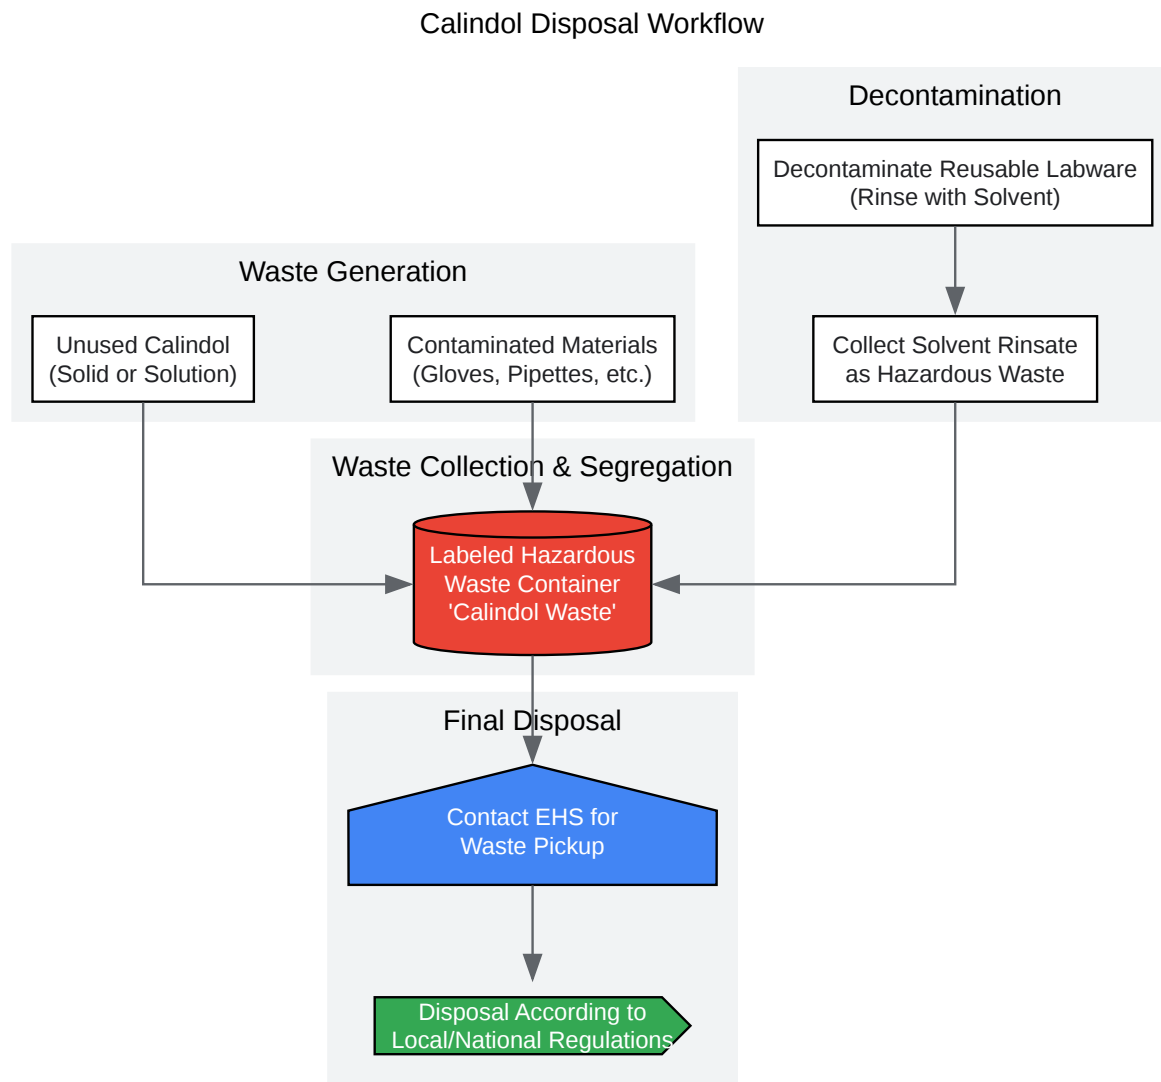 Calindol Disposal Workflow
Decontamination
Decontaminate Reusable Labware
(Rinse with Solvent)
Waste Generation
Unused Calindol
(Solid or Solution)
Contaminated Materials
(Gloves, Pipettes, etc.)
Collect Solvent Rinsate
as Hazardous Waste
Waste Collection & Segregation
Labeled Hazardous
Waste Container
'Calindol Waste'
Final Disposal
Contact EHS for
Waste Pickup
Disposal According to
Local/National Regulations